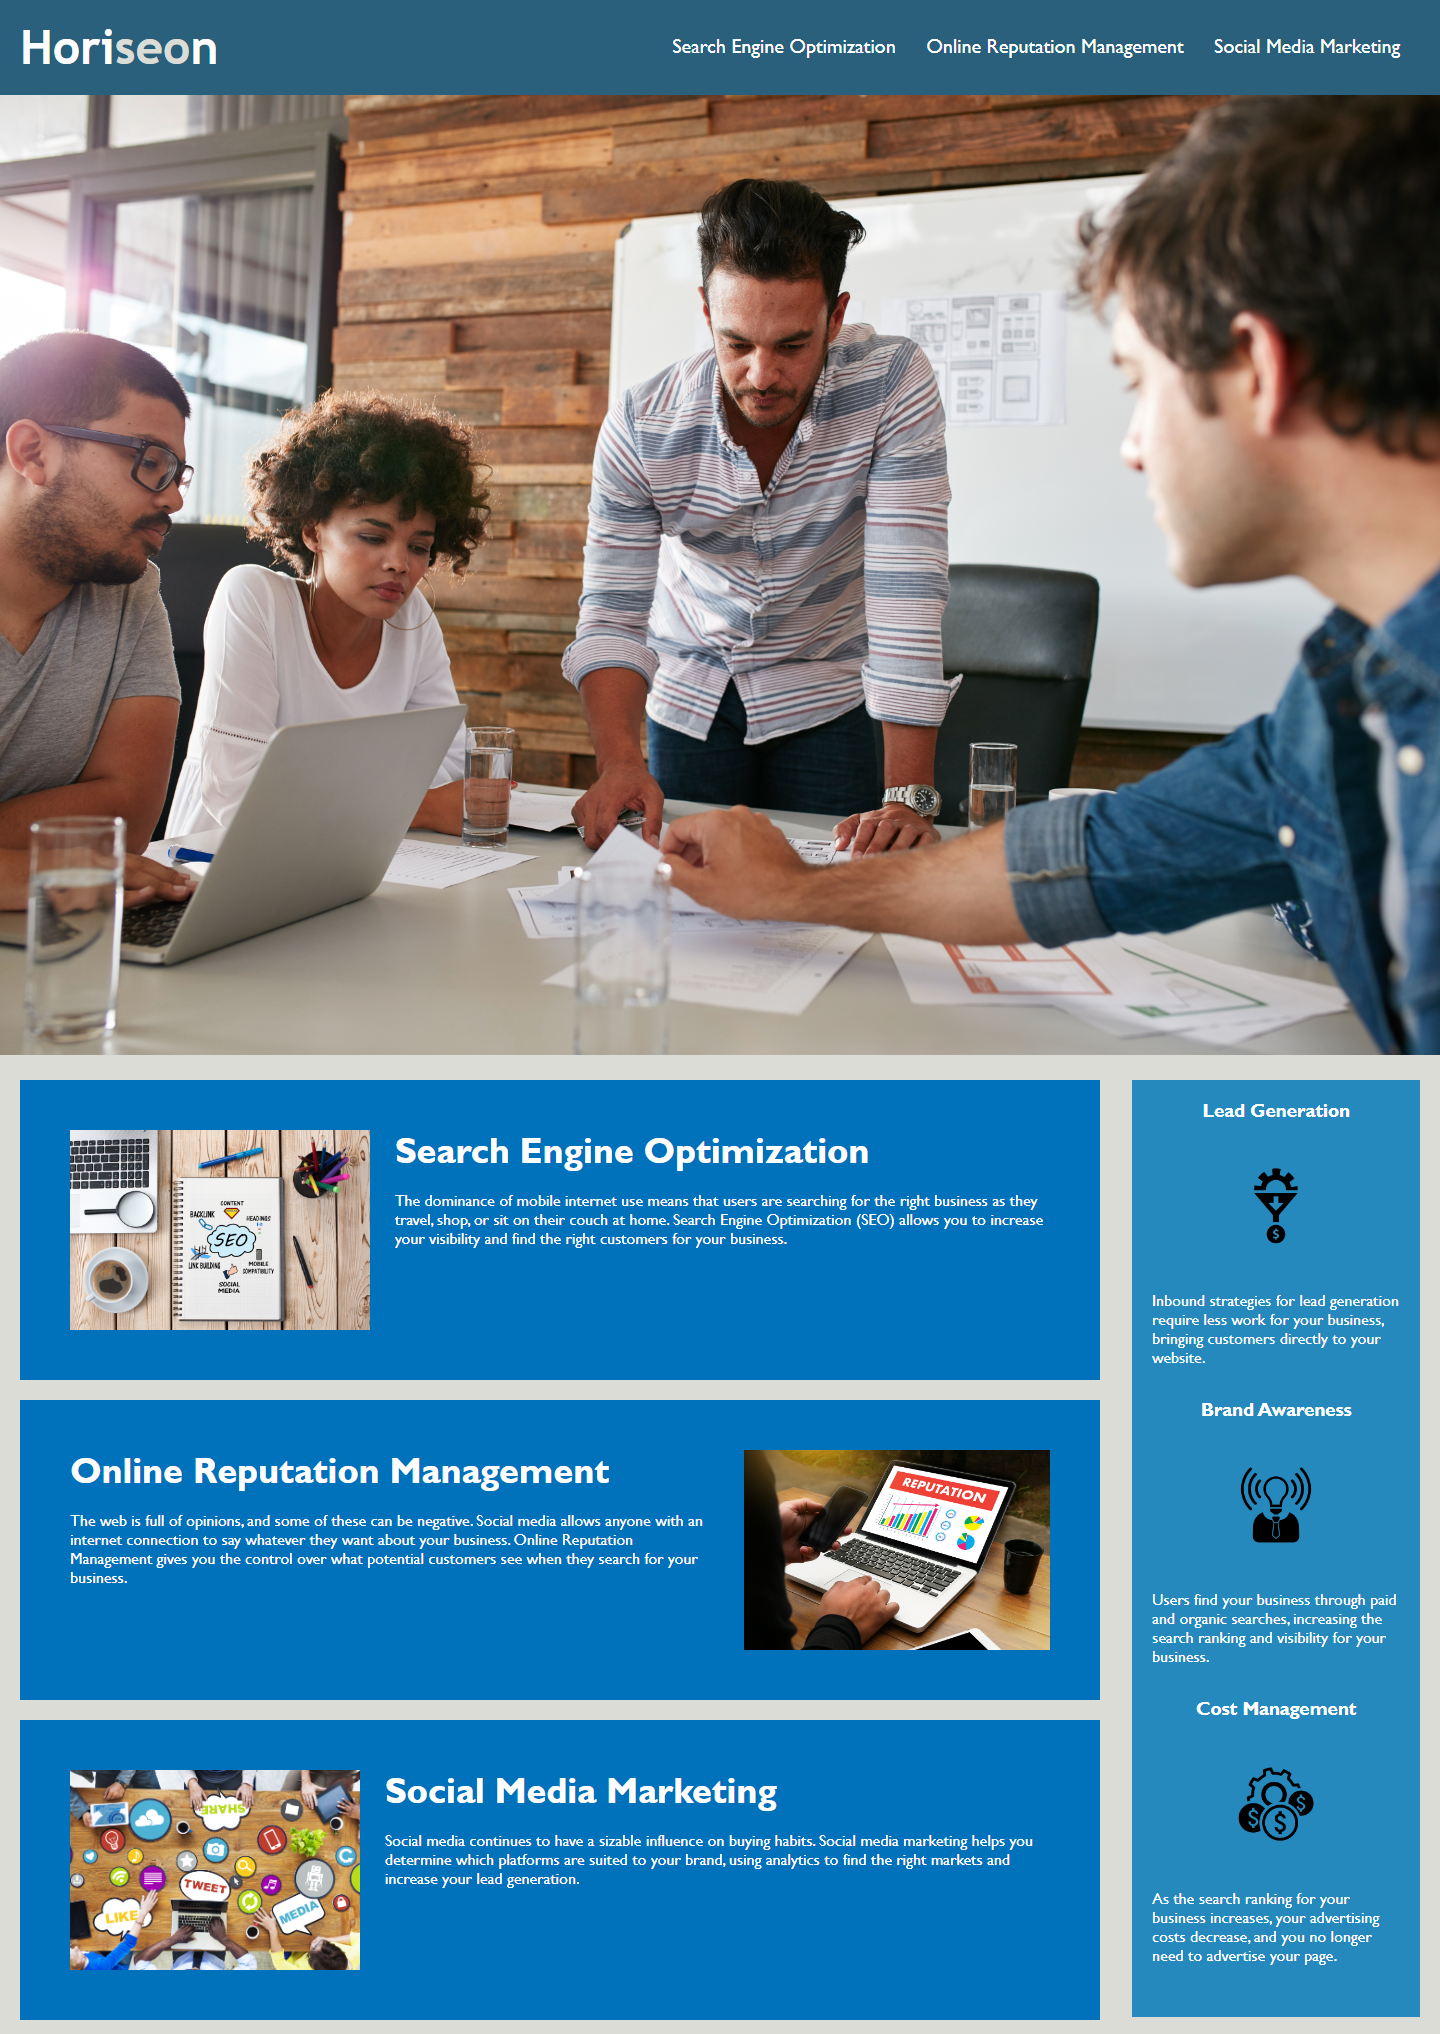 Horiseon
Search Engine Optimization
Online Reputation Management
Social Media Marketing
Search Engine Optimization
The dominance of mobile internet use means that users are searching for the right business as they
travel, shop, or sit on their couch at home. Search Engine Optimization (SEO) allows you to increase
your visibility and find the right customers for your business.
CONTENT
BACKLINK
HEADINGS
SEO
LINK BUILDING
MOBILE
COMPATIBILITY
SOCIAL
MEDIA
Online Reputation Management
The web is full of opinions, and some of these can be negative. Social media allows anyone with an
internet connection to say whatever they want about your business. Online Reputation
Management gives you the control over what potential customers see when they search for your
business.
REPUTATION
Social Media Marketing
Social media continues to have a sizable influence on buying habits. Social media marketing helps you
determine which platforms are suited to your brand, using analytics to find the right markets and
increase your lead generation.
SHARE
TWEET
LIKE
MEDIA
Lead Generation
$
Inbound strategies for lead generation
require less work for your business,
bringing customers directly to your
website.
Brand Awareness
Users find your business through paid
and organic searches, increasing the
search ranking and visibility for your
business.
Cost Management
$
$
$
As the search ranking for your
business increases, your advertising
costs decrease, and you no longer
need to advertise your page.